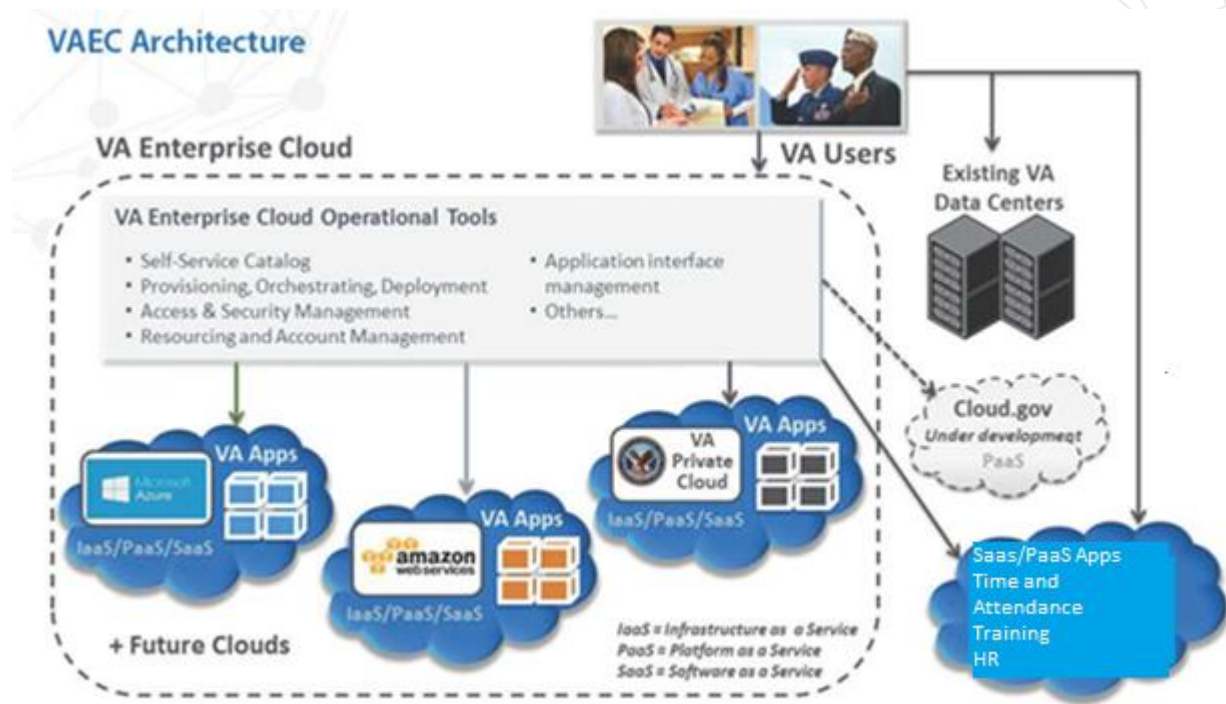 VAEC Architecture
VA Enterprise Cloud
VA Users
Existing VA
Data Centers
VA Enterprise Cloud Operational Tools
• Self-Service Catalog
• Provisioning, Orchestrating, Deployment
• Access & Security Management
• Resourcing and Account Management
• Application interface
management
• Others...
Cloud.gov
Under development
PaaS
Microsoft
Azure
VA Apps
IaaS/PaaS/SaaS
amazon
webservices
VA Apps
IaaS/PaaS/SaaS
VA
Private
Cloud
VA Apps
IaaS/PaaS/SaaS
Saas/PaaS Apps
Time and
Attendance
Training
HR
+ Future Clouds
IaaS = Infrastructure as a Service
PaaS = Platform as a Service
SaaS = Software as a Service